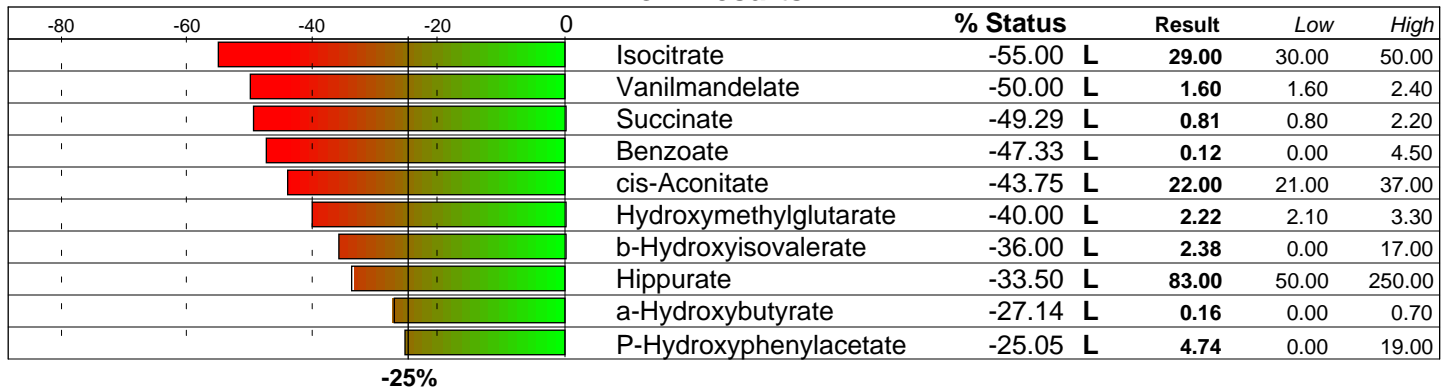 -80 -60 -40 -20 0 % Status Result Low High
Isocitrate -55.00 L 29.00 30.00 50.00
Vanilmandelate -50.00 L 1.60 1.60 2.40
Succinate -49.29 L 0.81 0.80 2.20
Benzoate -47.33 L 0.12 0.00 4.50
cis-Aconitate -43.75 L 22.00 21.00 37.00
Hydroxymethylglutarate -40.00 L 2.22 2.10 3.30
b-Hydroxyisovalerate -36.00 L 2.38 0.00 17.00
Hippurate -33.50 L 83.00 50.00 250.00
a-Hydroxybutyrate -27.14 L 0.16 0.00 0.70
P-Hydroxyphenylacetate -25.05 L 4.74 0.00 19.00
-25%